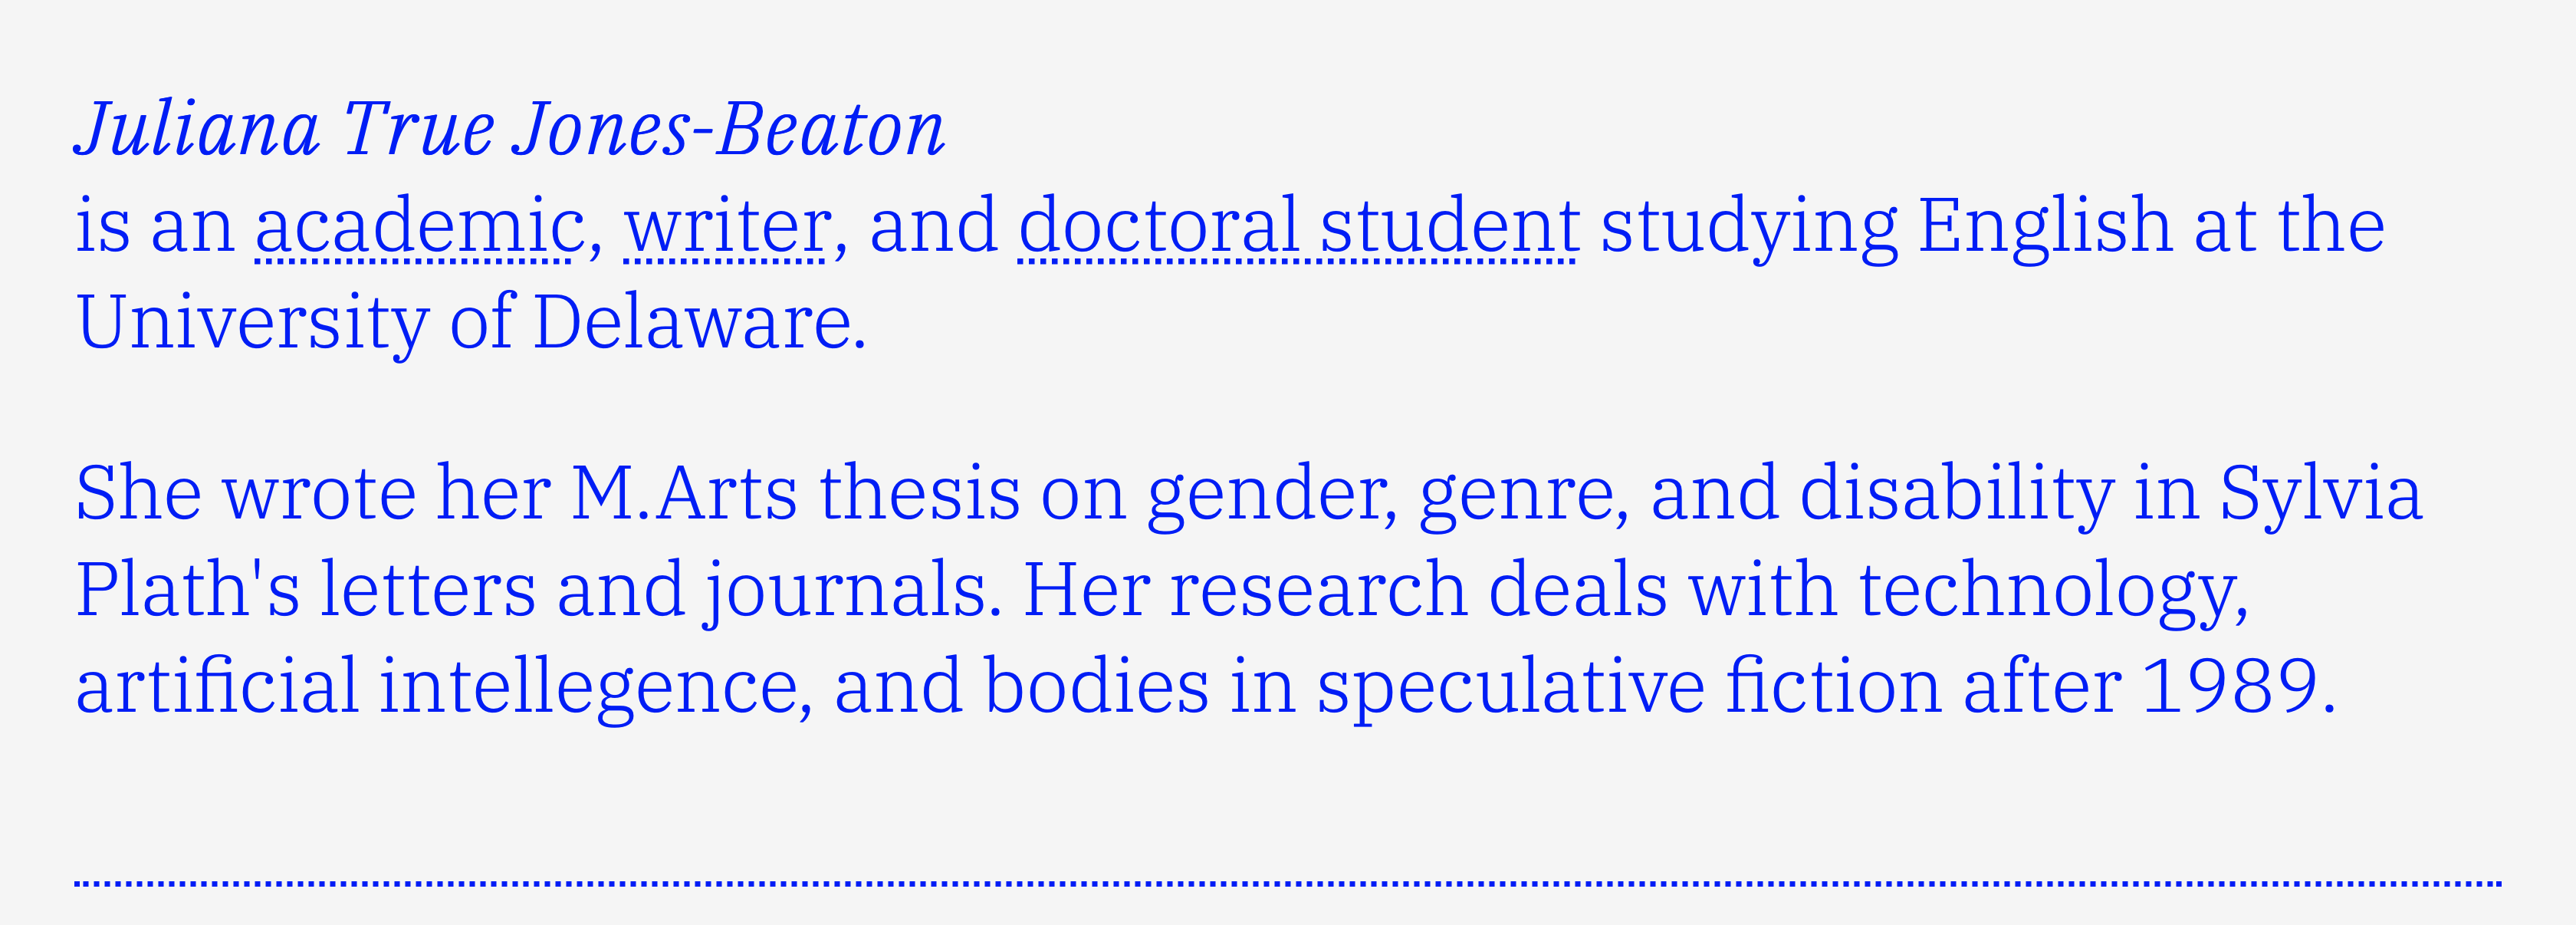 Juliana True Jones-Beaton
is an academic, writer, and doctoral student studying English at the
University of Delaware.
She wrote her M.Arts thesis on gender, genre, and disability in Sylvia
Plath's letters and journals. Her research deals with technology,
artificial intellegence, and bodies in speculative fiction after 1989.